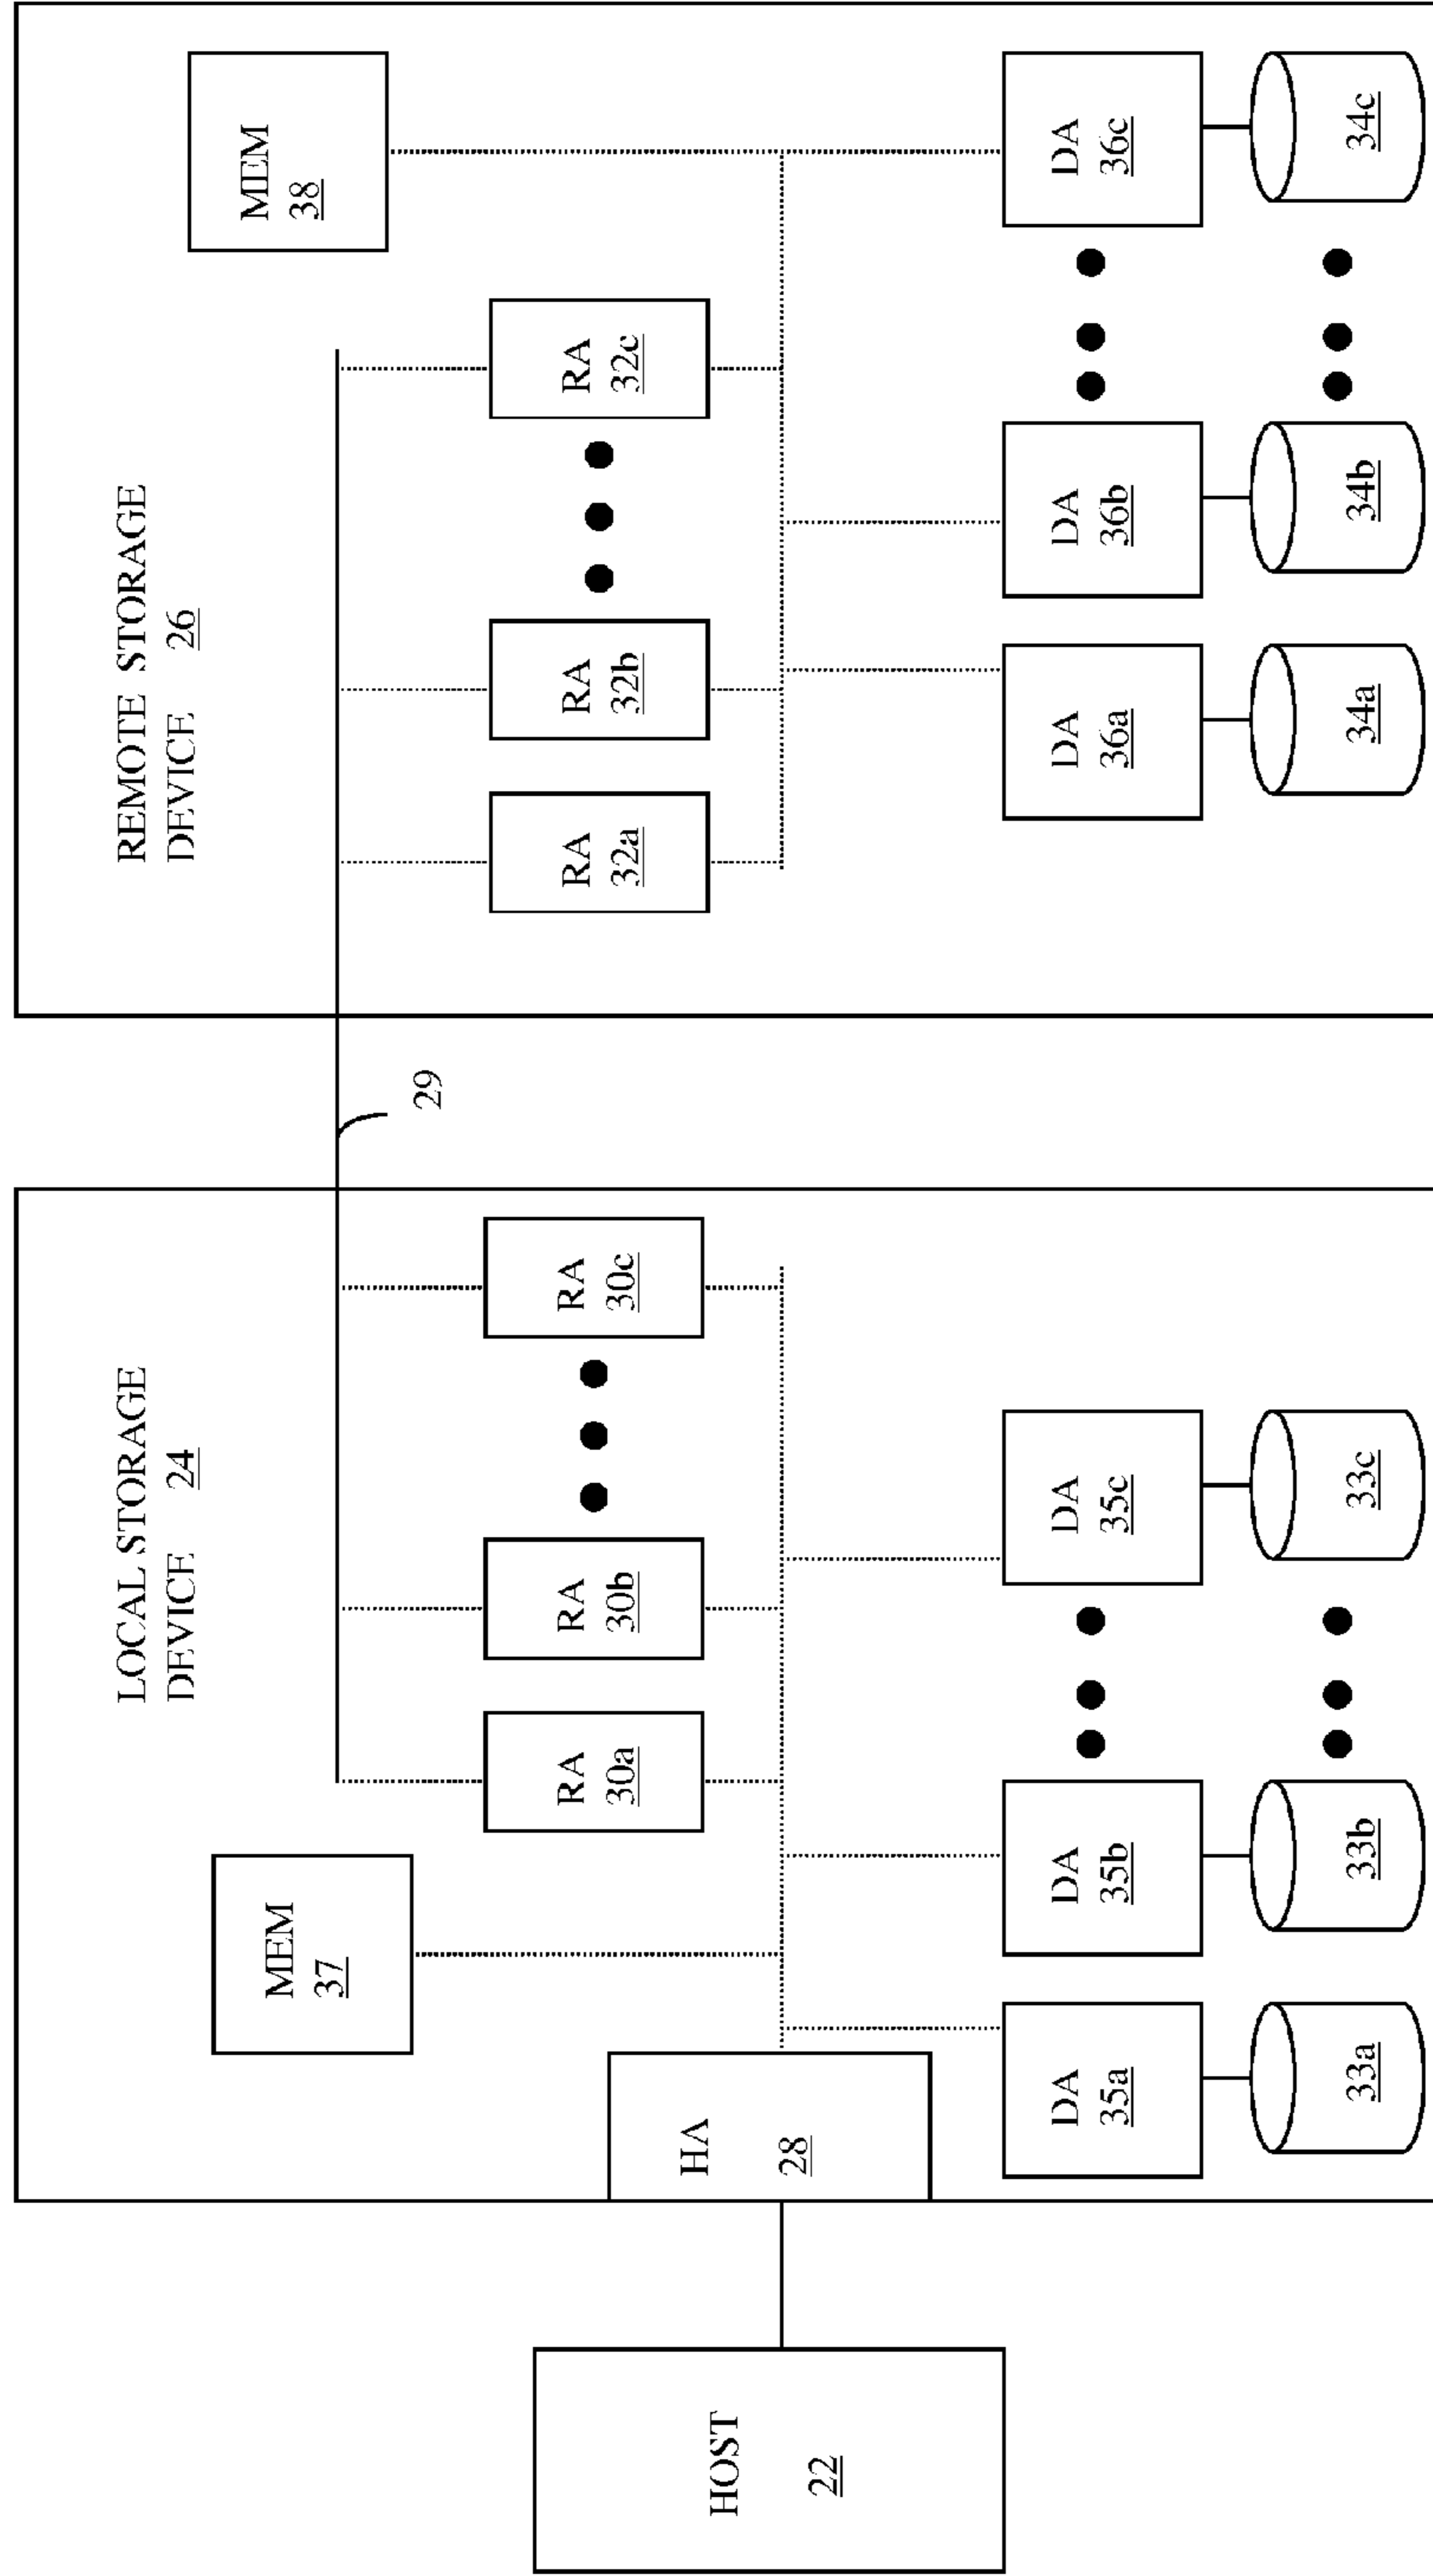 HOST
22
LOCAL STORAGE
DEVICE 24
MEM
37
HA
28
RA
30a
RA
30b
RA
30c
DA
35a
DA
35b
DA
35c
33a
33b
33c
29
REMOTE STORAGE
DEVICE 26
MEM
38
RA
32a
RA
32b
RA
32c
DA
36a
DA
36b
DA
36c
34a
34b
34c